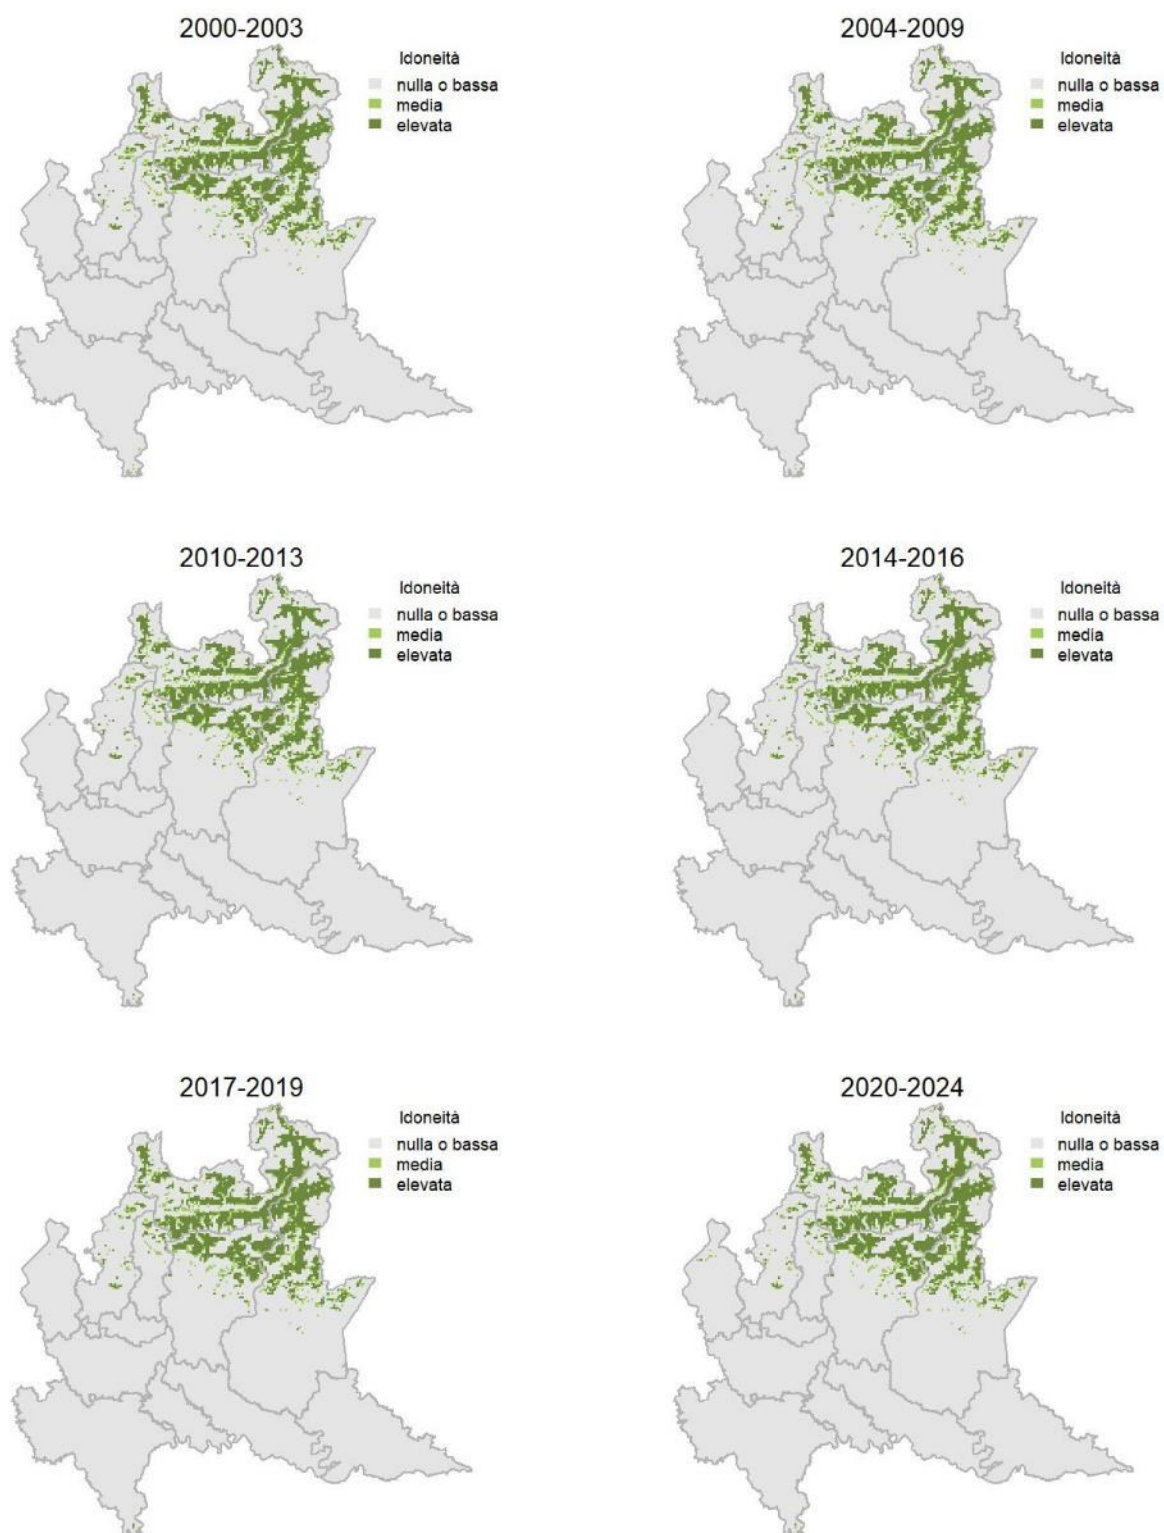 2000-2003
Idoneità
nulla o bassa
media
elevata
2004-2009
Idoneità
nulla o bassa
media
elevata
2010-2013
Idoneità
nulla o bassa
media
elevata
2014-2016
Idoneità
nulla o bassa
media
elevata
2017-2019
Idoneità
nulla o bassa
media
elevata
2020-2024
Idoneità
nulla o bassa
media
elevata